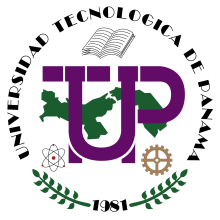 UNIVERSIDAD TECNOLOGICA DE PANAMA
UTP
1981